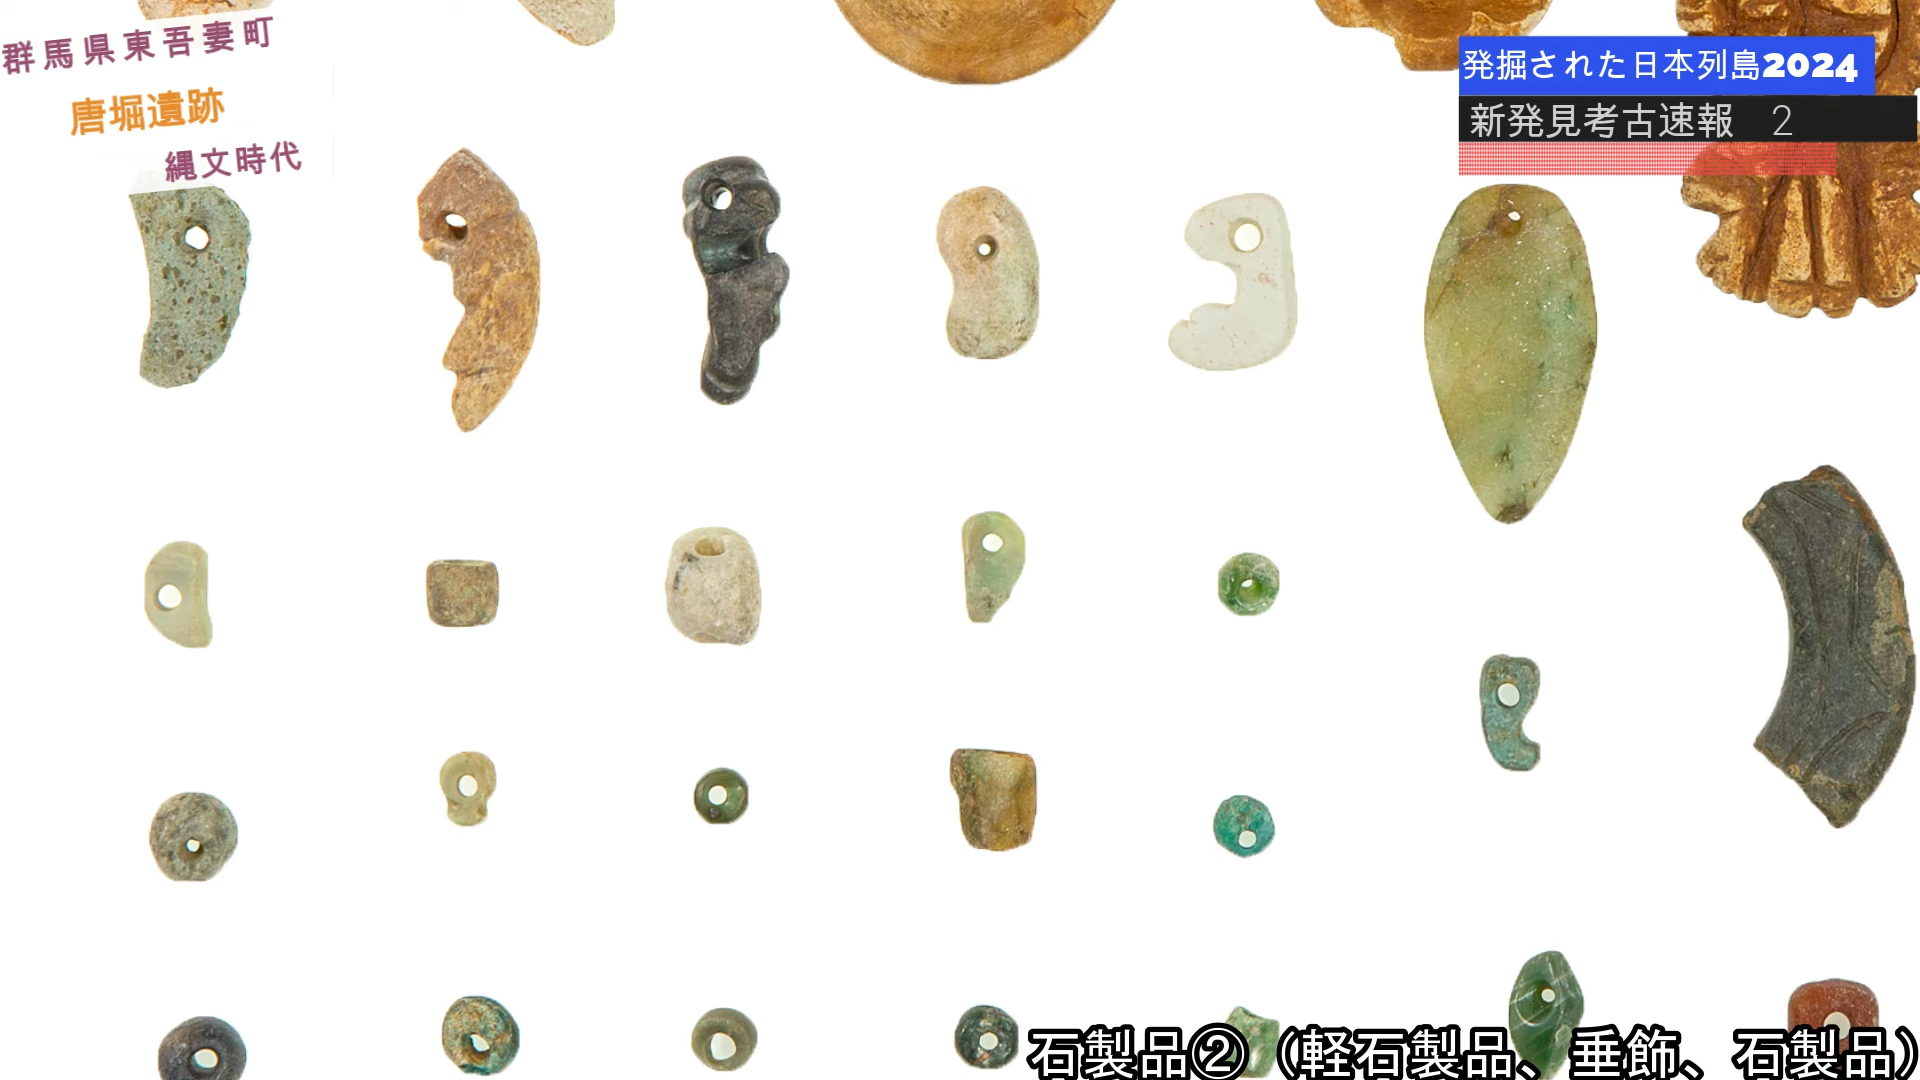 群馬県東吾妻町
唐堀遺跡
縄文時代
発掘された日本列島2024
新発見考古速報　2
石製品②（軽石製品、垂飾、石製品）